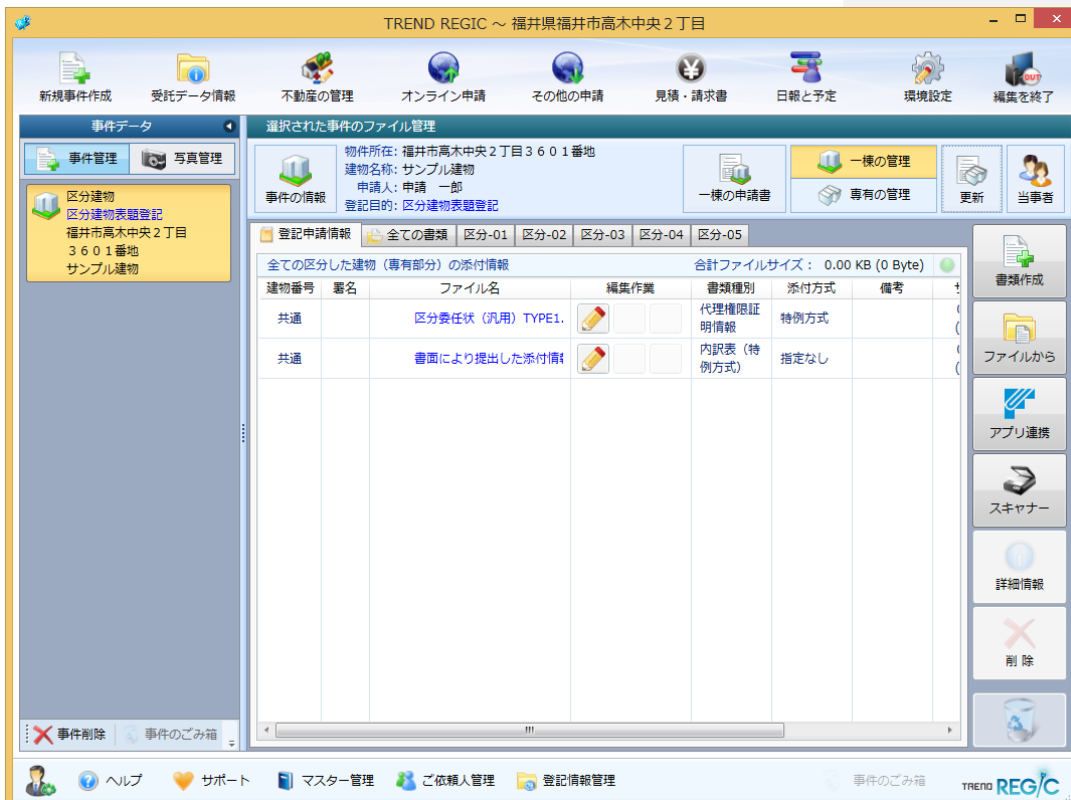 TREND REGIC ～ 福井県福井市高木中央２丁目
新規事件作成 受託データ情報 不動産の管理 オンライン申請 その他の申請 見積・請求書 日報と予定 環境設定 編集を終了
OUT
事件データ
選択された事件のファイル管理
事件管理 写真管理
区分建物
区分建物表題登記
福井市高木中央２丁目
３６０１番地
サンプル建物
事件の情報
物件所在: 福井市高木中央２丁目３６０１番地
建物名称: サンプル建物
申請人: 申請　一郎
登記目的: 区分建物表題登記
一棟の申請書
一棟の管理
専有の管理
更新
当事者
登記申請情報 全ての書類 区分-01 区分-02 区分-03 区分-04 区分-05
全ての区分した建物（専有部分）の添付情報 合計ファイルサイズ： 0.00 KB (0 Byte)
建物番号 署名 ファイル名 編集作業 書類種別 添付方式 備考
共通 区分委任状（汎用）TYPE1. 代理権限証明情報 特例方式
共通 書面により提出した添付情 内訳表（特例方式） 指定なし
書類作成
ファイルから
アプリ連携
スキャナー
詳細情報
削 除
事件削除 事件のごみ箱
ヘルプ サポート マスター管理 ご依頼人管理 登記情報管理 事件のごみ箱
TREND REGIC